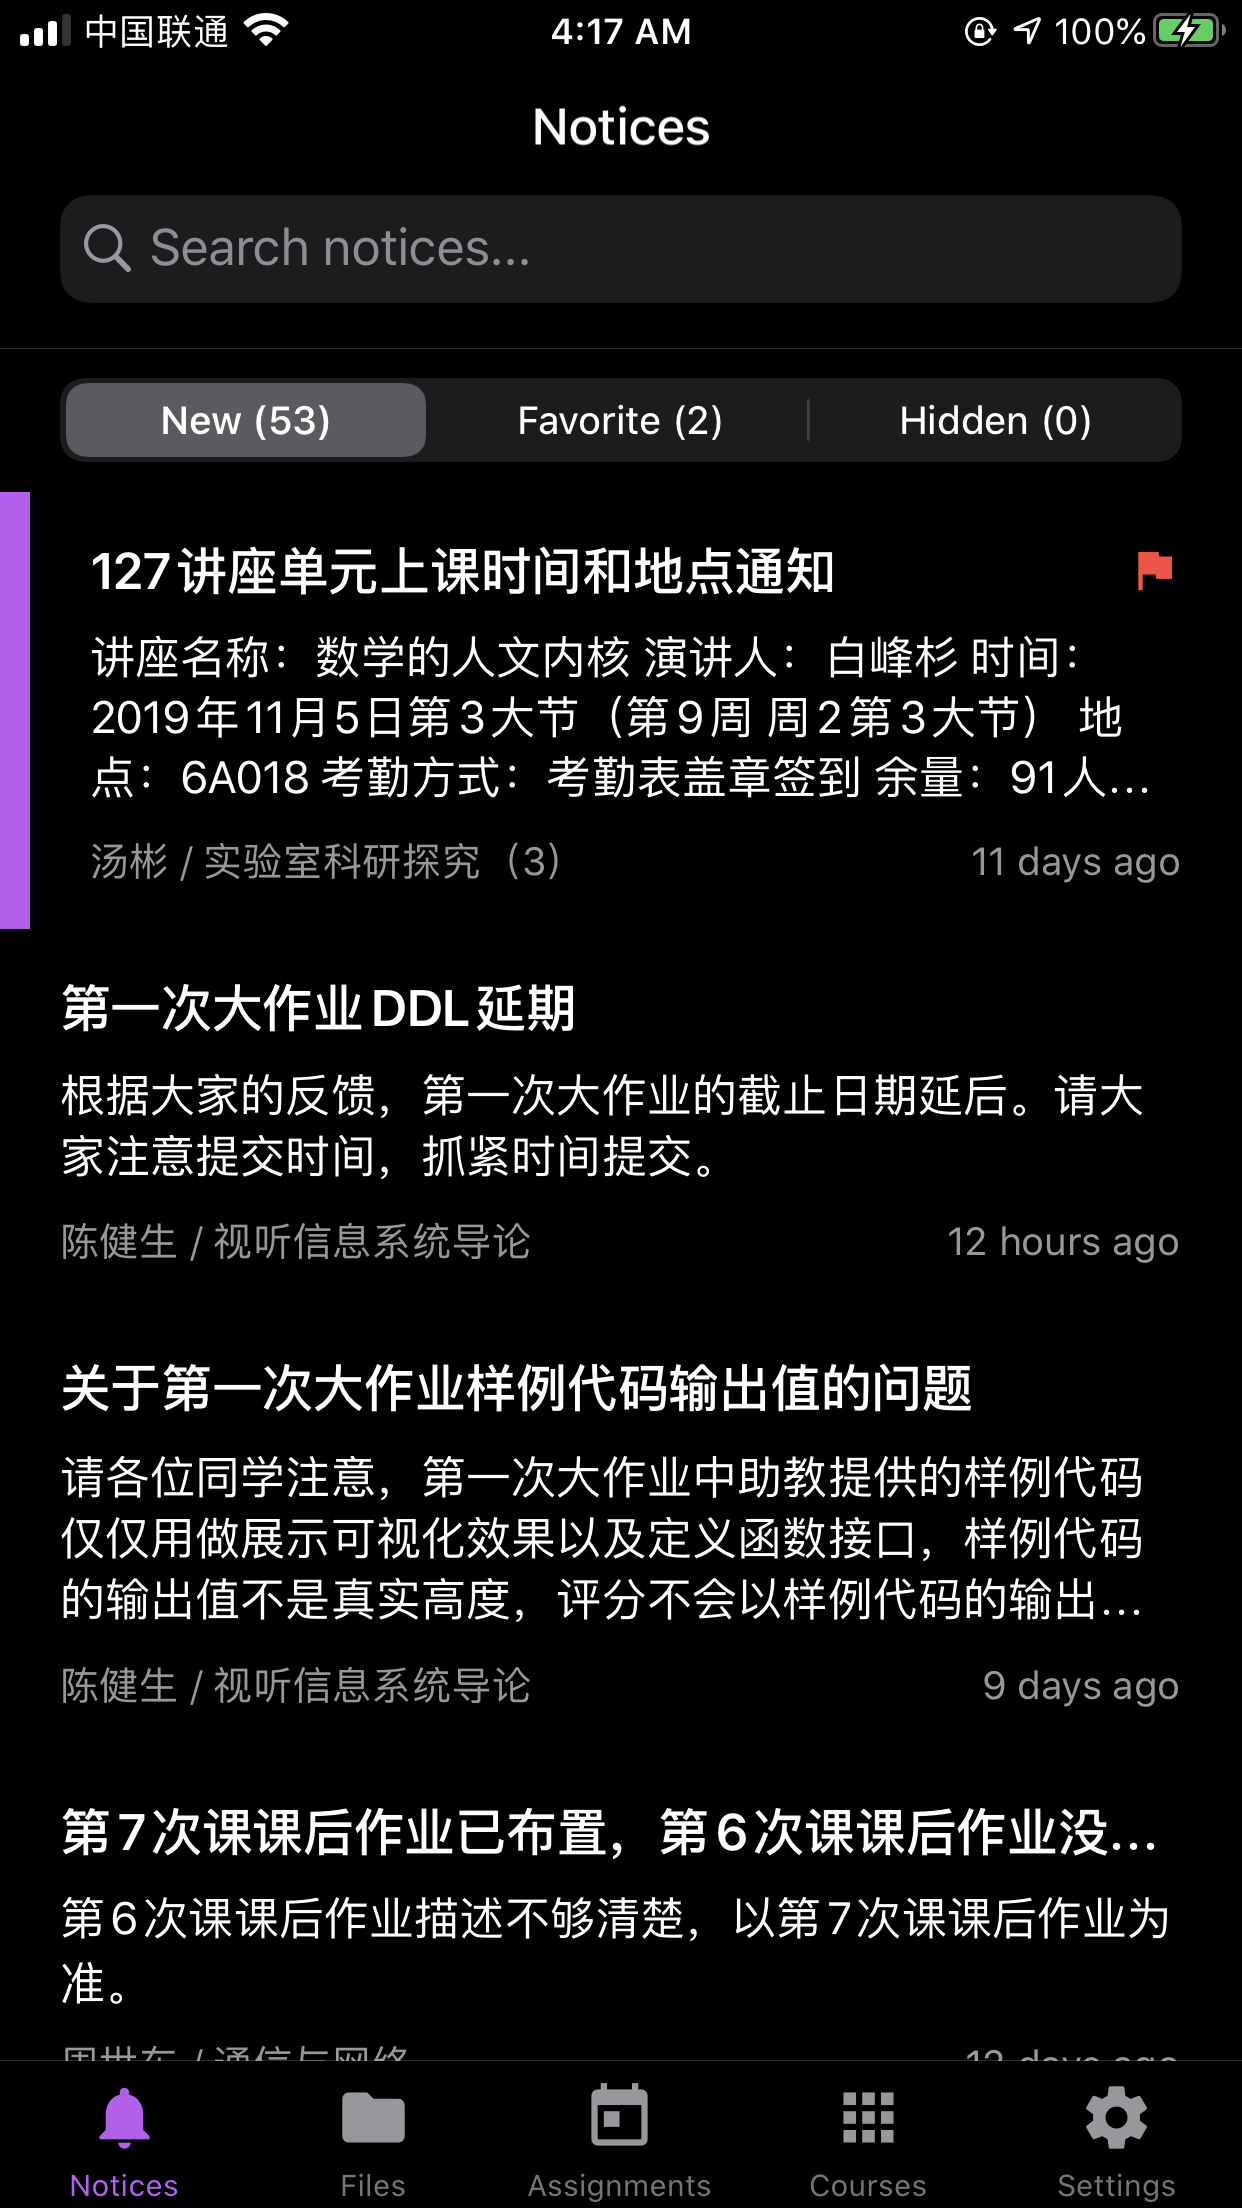 中国联通 4:17 AM 100%
Notices
Search notices...
New (53) Favorite (2) Hidden (0)
127讲座单元上课时间和地点通知
讲座名称：数学的人文内核 演讲人：白峰杉 时间：
2019年11月5日第3大节（第9周 周2第3大节） 地
点：6A018 考勤方式：考勤表盖章签到 余量：91人...
汤彬 / 实验室科研探究（3） 11 days ago
第一次大作业DDL延期
根据大家的反馈，第一次大作业的截止日期延后。请大
家注意提交时间，抓紧时间提交。
陈健生 / 视听信息系统导论 12 hours ago
关于第一次大作业样例代码输出值的问题
请各位同学注意，第一次大作业中助教提供的样例代码
仅仅用做展示可视化效果以及定义函数接口，样例代码
的输出值不是真实高度，评分不会以样例代码的输出...
陈健生 / 视听信息系统导论 9 days ago
第7次课课后作业已布置，第6次课课后作业没...
第6次课课后作业描述不够清楚，以第7次课课后作业为
准。
周世东 / 通信与网络 12 days ago
Notices Files Assignments Courses Settings